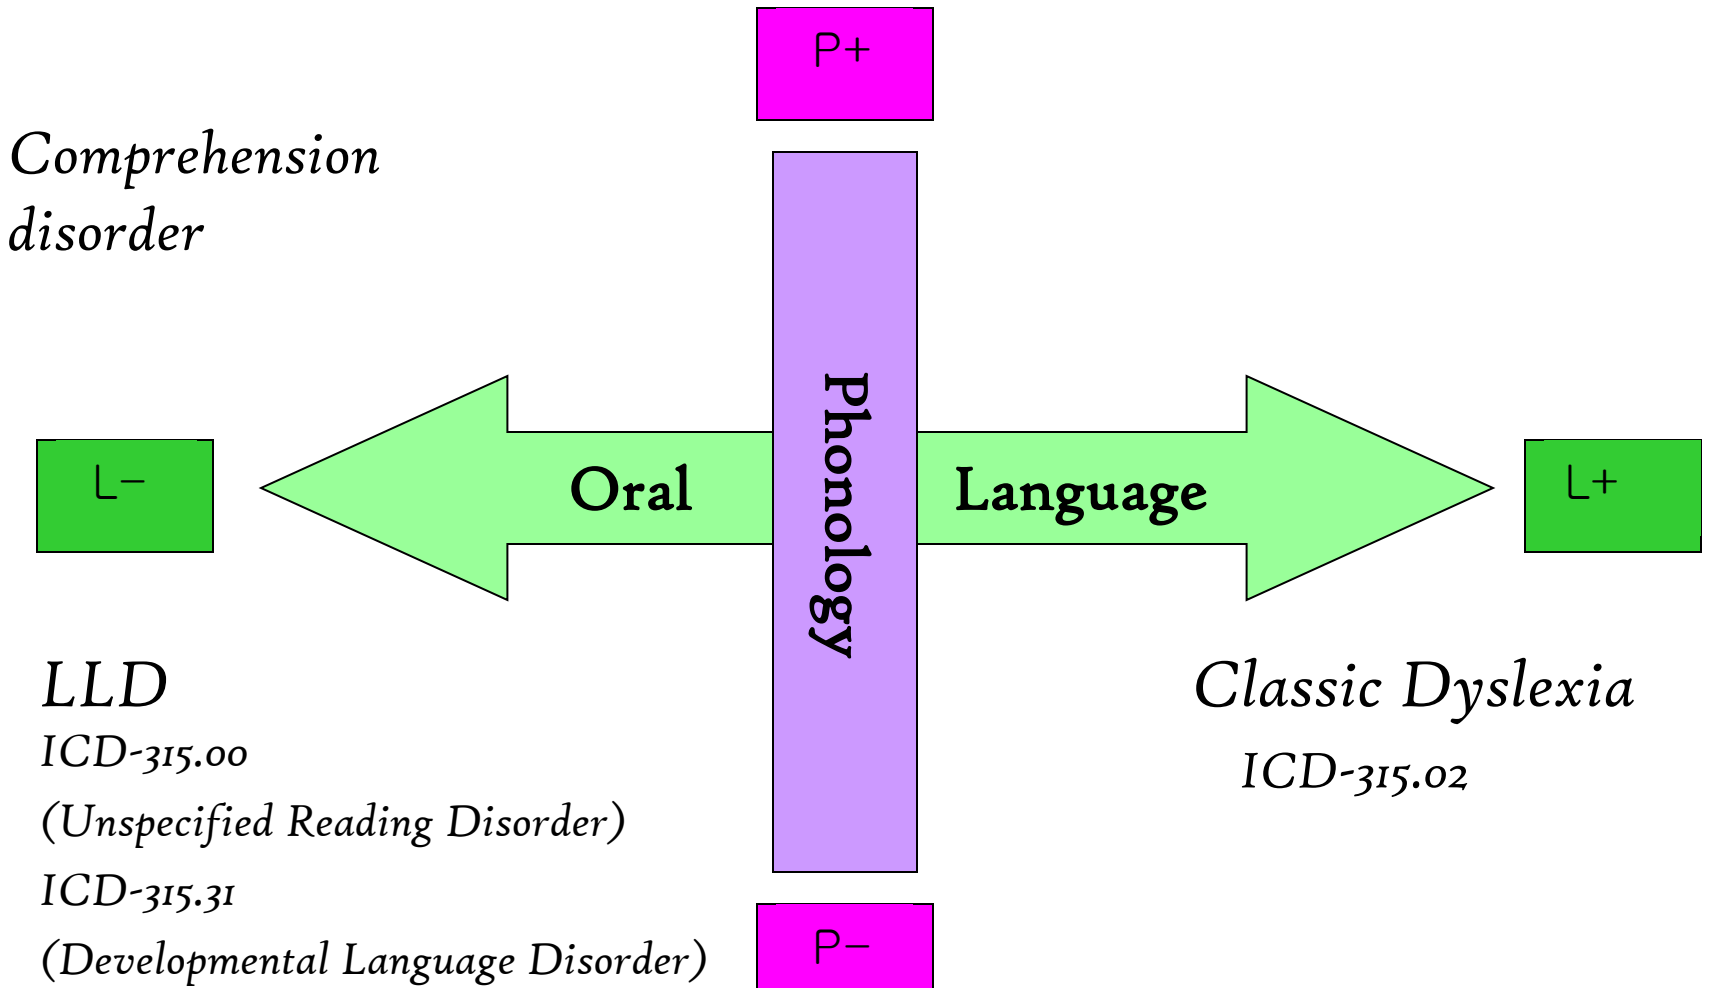 P+
Comprehension
disorder
Phonology
Oral
Language
L–
L+
LLD
ICD-315.00
(Unspecified Reading Disorder)
ICD-315.31
(Developmental Language Disorder)
Classic Dyslexia
ICD-315.02
P–